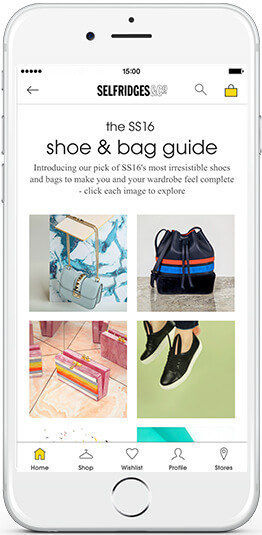 15:00
SELFRIDGES&CO
the SS16
shoe & bag guide
Introducing our pick of SS16's most irresistible shoes
and bags to make you and your wardrobe feel complete
- click each image to explore
Home Shop Wishlist Profile Stores